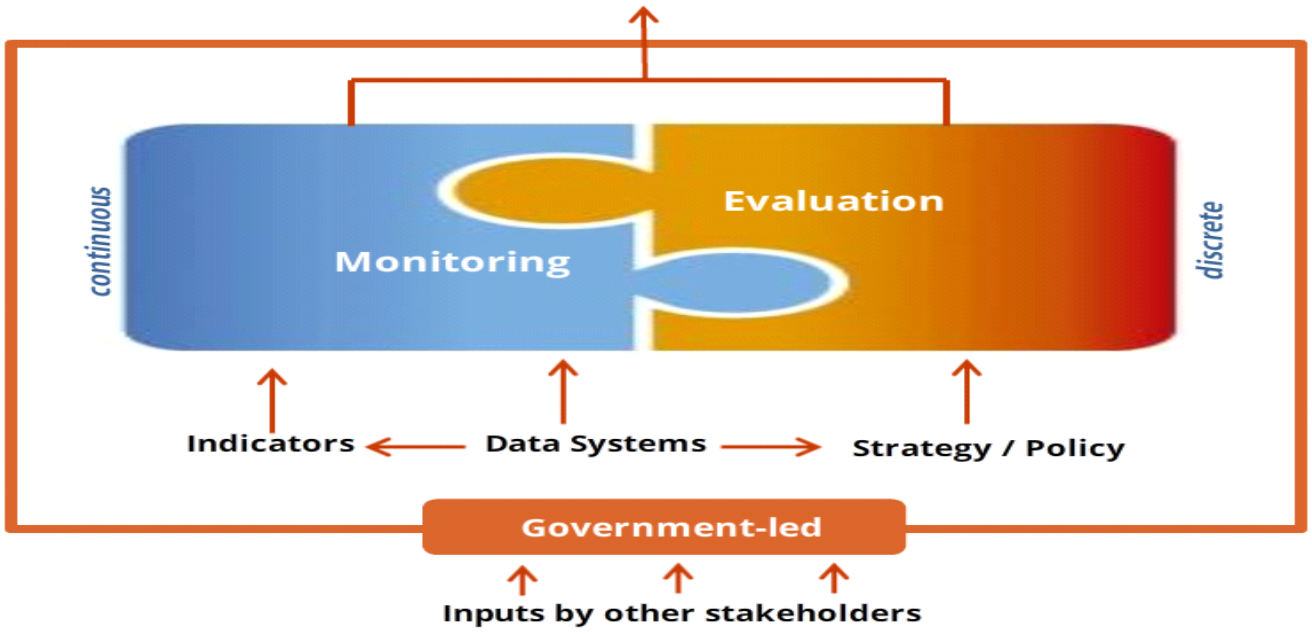 continuous
Evaluation
discrete
Monitoring
Indicators
Data Systems
Strategy / Policy
Government-led
Inputs by other stakeholders